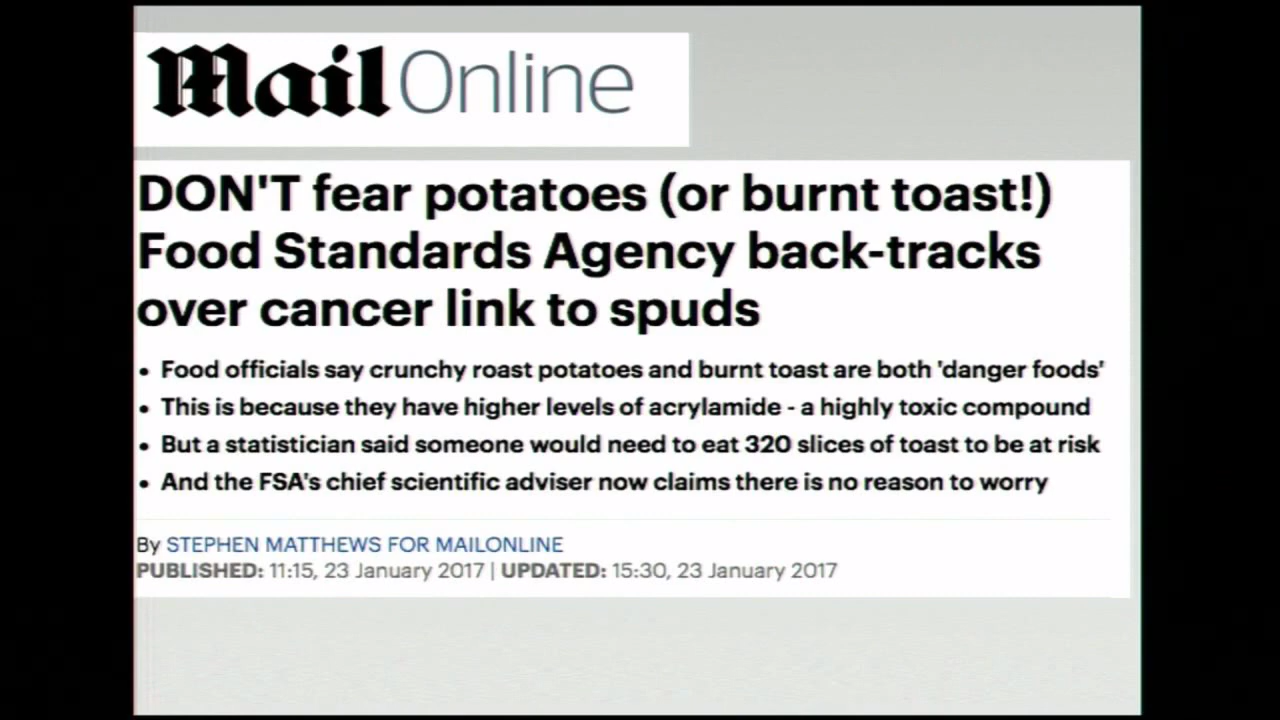 Mail Online
DON'T fear potatoes (or burnt toast!)
Food Standards Agency back-tracks
over cancer link to spuds
• Food officials say crunchy roast potatoes and burnt toast are both 'danger foods'
• This is because they have higher levels of acrylamide - a highly toxic compound
• But a statistician said someone would need to eat 320 slices of toast to be at risk
• And the FSA's chief scientific adviser now claims there is no reason to worry
By STEPHEN MATTHEWS FOR MAILONLINE
PUBLISHED: 11:15, 23 January 2017 | UPDATED: 15:30, 23 January 2017